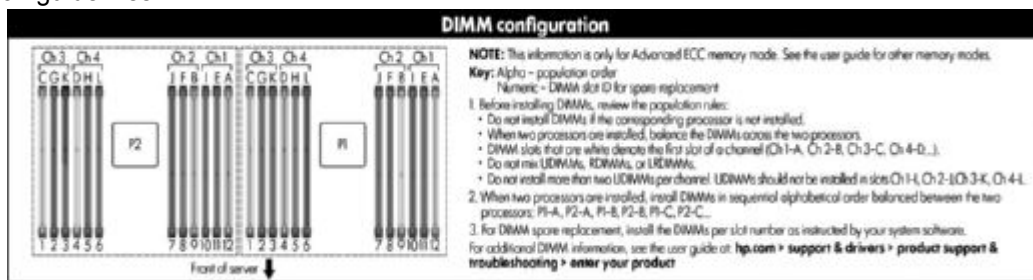 DIMM configuration
Ch 3 Ch 4 Ch 2 Ch 1 Ch 3 Ch 4 Ch 2 Ch 1
C G K D H L J F B I E A C G K D H L J F B I E A
P2 P1
1 2 3 4 5 6 7 8 9 10 11 12 1 2 3 4 5 6 7 8 9 10 11 12
Front of server
NOTE: This information is only for Advanced ECC memory mode. See the user guide for other memory modes.
Key: Alpha – population order
Numeric – DIMM slot ID for spare replacement
1. Before installing DIMMs, review the population rules:
• Do not install DIMMs if the corresponding processor is not installed.
• When two processors are installed, balance the DIMMs across the two processors.
• DIMM slots that are white denote the first slot of a channel (Ch 1-A, Ch 2-B, Ch 3-C, Ch 4-D...).
• Do not mix UDIMMs, RDIMMs, or LRDIMMs.
• Do not install more than two UDIMMs per channel. UDIMMs should not be installed in slots Ch 1-I, Ch 2-J, Ch 3-K, Ch 4-L.
2. When two processors are installed, install DIMMs in sequential alphabetical order balanced between the two
processors: P1-A, P2-A, P1-B, P2-B, P1-C, P2-C...
3. For DIMM spare replacement, install the DIMMs per slot number as instructed by your system software.
For additional DIMM information, see the user guide at: hp.com > support & drivers > product support &
troubleshooting > enter your product